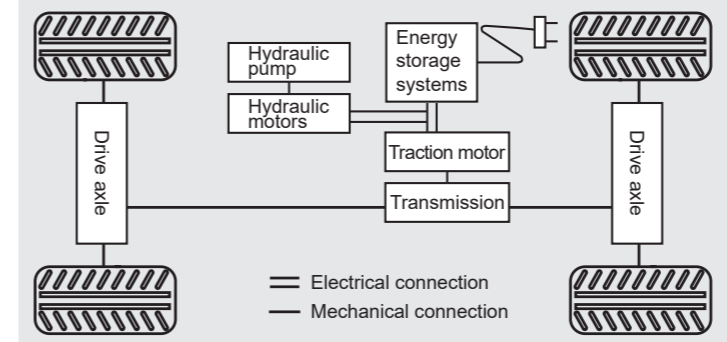 Hydraulic
pump
Hydraulic
motors
Energy
storage
systems
Traction motor
Transmission
Drive axle
Drive axle
Electrical connection
Mechanical connection